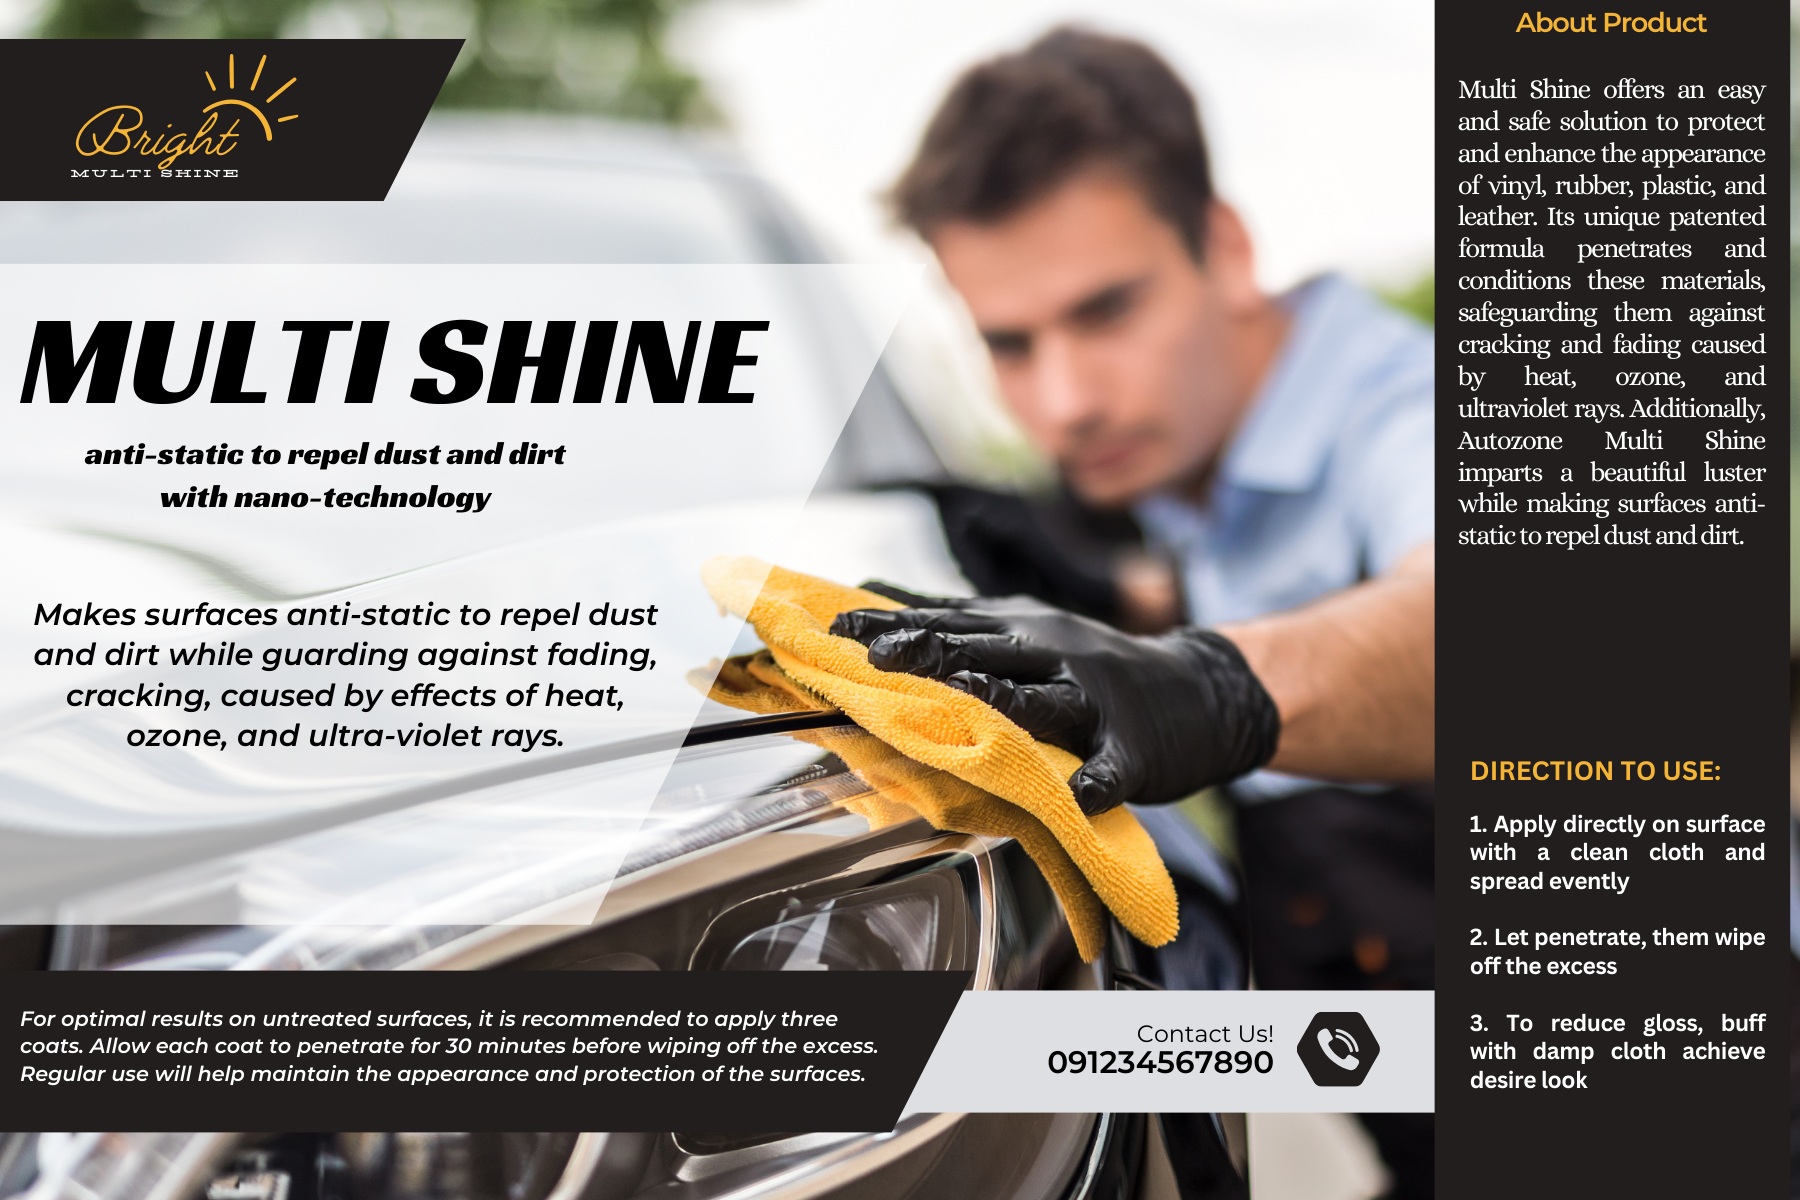 Bright
MULTI SHINE
MULTI SHINE
anti-static to repel dust and dirt
with nano-technology
Makes surfaces anti-static to repel dust
and dirt while guarding against fading,
cracking, caused by effects of heat,
ozone, and ultra-violet rays.
For optimal results on untreated surfaces, it is recommended to apply three
coats. Allow each coat to penetrate for 30 minutes before wiping off the excess.
Regular use will help maintain the appearance and protection of the surfaces.
Contact Us!
091234567890
About Product
Multi Shine offers an easy
and safe solution to protect
and enhance the appearance
of vinyl, rubber, plastic, and
leather. Its unique patented
formula penetrates and
conditions these materials,
safeguarding them against
cracking and fading caused
by heat, ozone, and
ultraviolet rays. Additionally,
Autozone Multi Shine
imparts a beautiful luster
while making surfaces anti-
static to repel dust and dirt.
DIRECTION TO USE:
1. Apply directly on surface
with a clean cloth and
spread evently
2. Let penetrate, them wipe
off the excess
3. To reduce gloss, buff
with damp cloth achieve
desire look